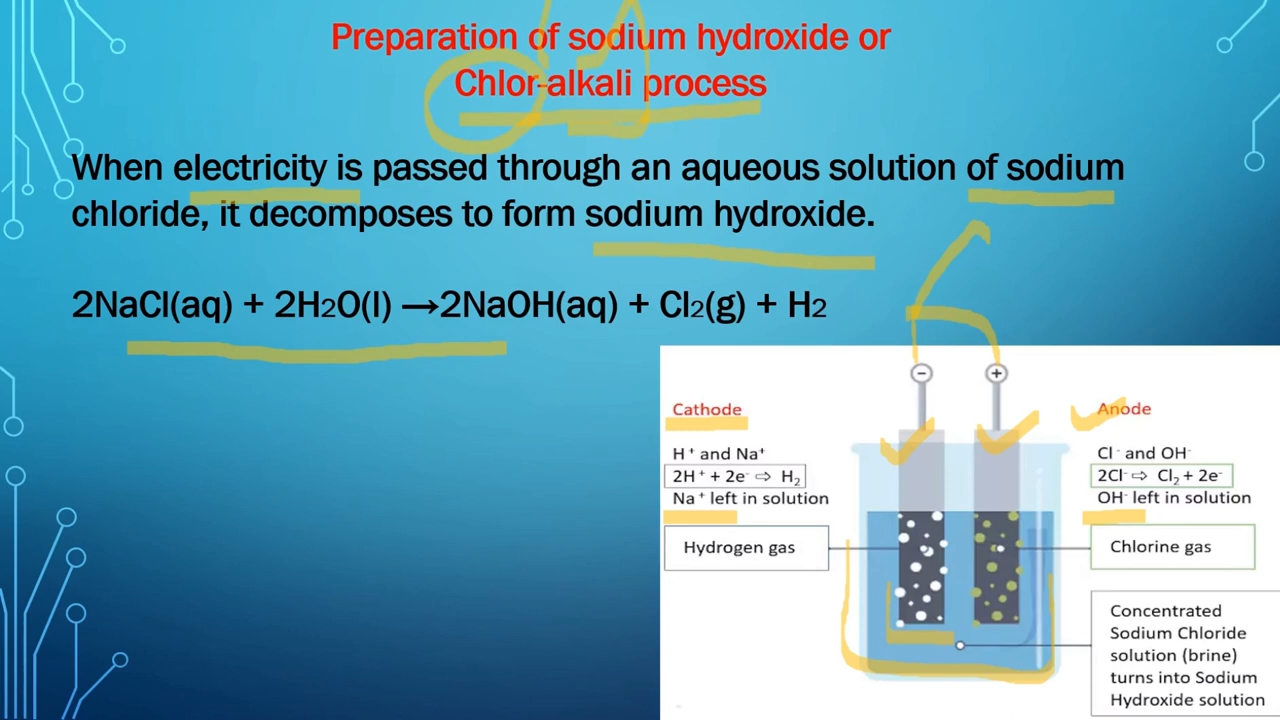 Preparation of sodium hydroxide or
Chlor-alkali process
When electricity is passed through an aqueous solution of sodium
chloride, it decomposes to form sodium hydroxide.
2NaCl(aq) + 2H2O(l) →2NaOH(aq) + Cl2(g) + H2
− +
Cathode
H⁺ and Na⁺
2H⁺ + 2e⁻ ⇨ H₂
Na⁺ left in solution
Hydrogen gas
Anode
Cl⁻ and OH⁻
2Cl⁻ ⇨ Cl₂ + 2e⁻
OH⁻ left in solution
Chlorine gas
Concentrated
Sodium Chloride
solution (brine)
turns into Sodium
Hydroxide solution